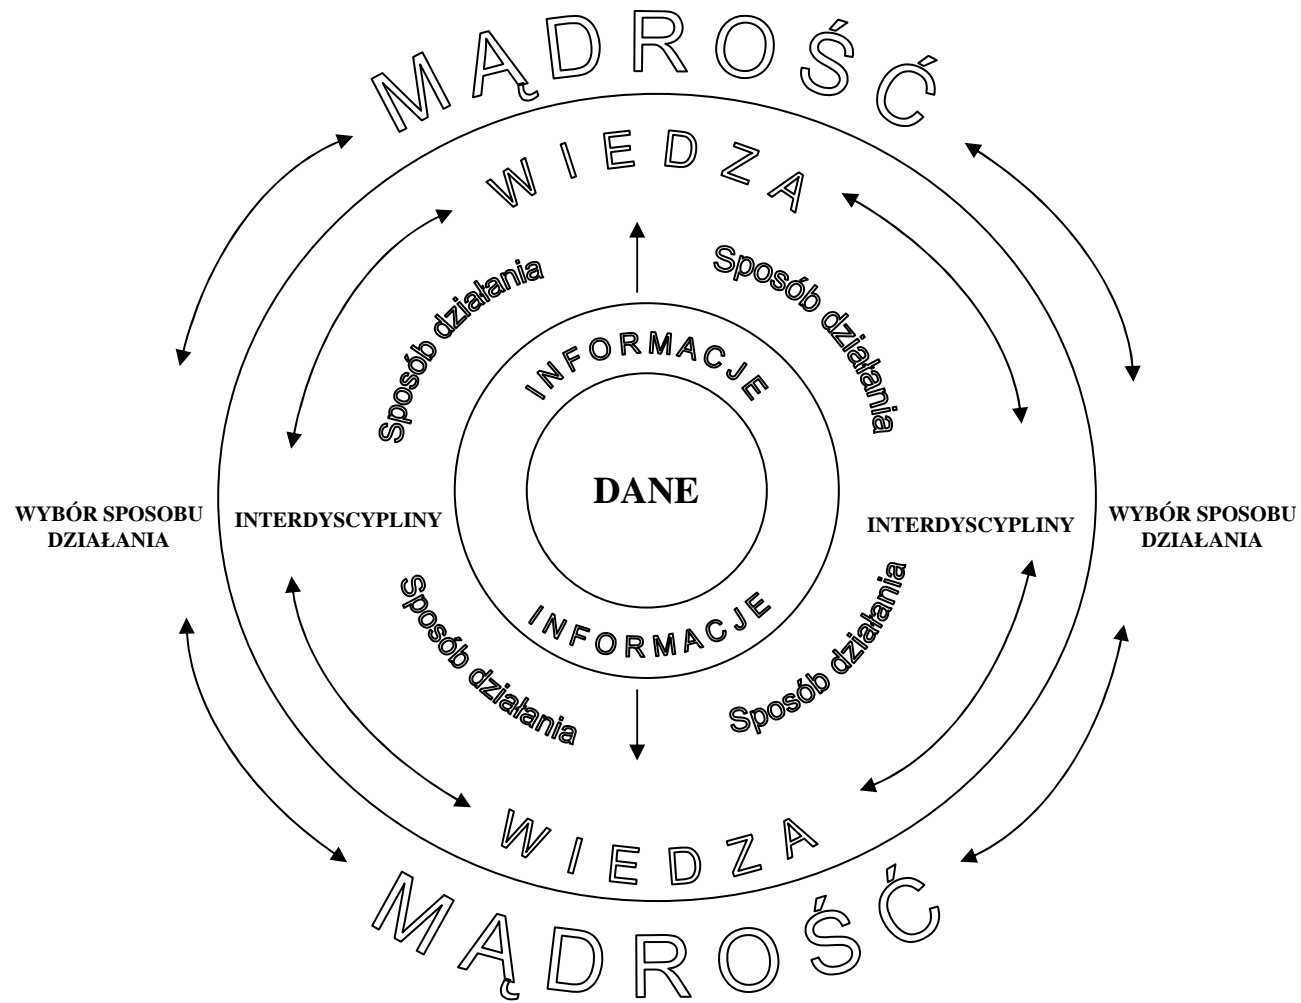 MĄDROŚĆ
WIEDZA
Sposób działania
Sposób działania
INFORMACJE
DANE
WYBÓR SPOSOBU
DZIAŁANIA
INTERDYSCYPLINY
INTERDYSCYPLINY
WYBÓR SPOSOBU
DZIAŁANIA
INFORMACJE
Sposób działania
Sposób działania
WIEDZA
MĄDROŚĆ